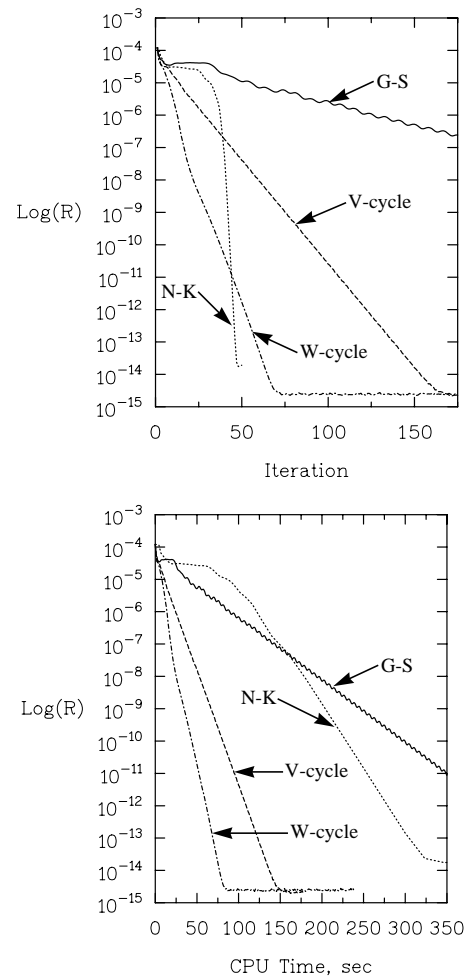 10⁻³
10⁻⁴
10⁻⁵
10⁻⁶
10⁻⁷
10⁻⁸
10⁻⁹
10⁻¹⁰
10⁻¹¹
10⁻¹²
10⁻¹³
10⁻¹⁴
10⁻¹⁵
Log(R)
G-S
V-cycle
N-K
W-cycle
0 50 100 150
Iteration
10⁻³
10⁻⁴
10⁻⁵
10⁻⁶
10⁻⁷
10⁻⁸
10⁻⁹
10⁻¹⁰
10⁻¹¹
10⁻¹²
10⁻¹³
10⁻¹⁴
10⁻¹⁵
Log(R)
G-S
N-K
V-cycle
W-cycle
0 50 100 150 200 250 300 350
CPU Time, sec